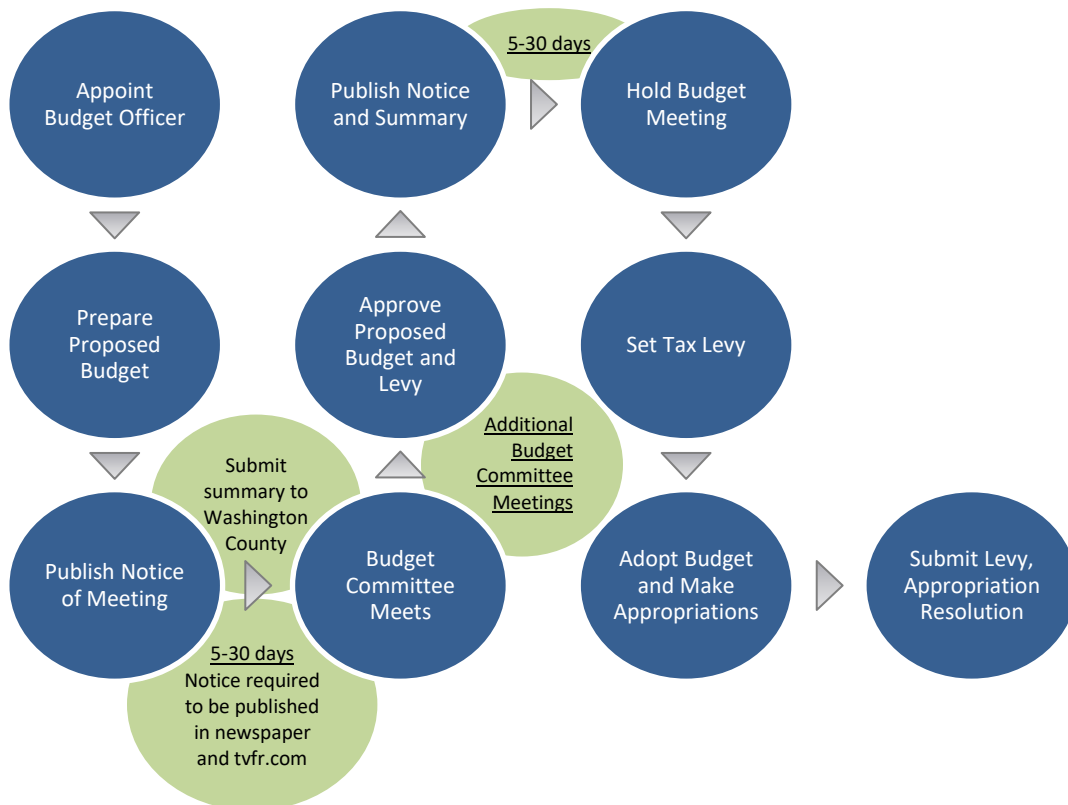 Appoint
Budget Officer
Prepare
Proposed
Budget
Publish Notice
of Meeting
Submit
summary to
Washington
County
5-30 days
Notice required
to be published
in newspaper
and tvfr.com
Budget
Committee
Meets
Additional
Budget
Committee
Meetings
Approve
Proposed
Budget and
Levy
Publish Notice
and Summary
5-30 days
Hold Budget
Meeting
Set Tax Levy
Adopt Budget
and Make
Appropriations
Submit Levy,
Appropriation
Resolution